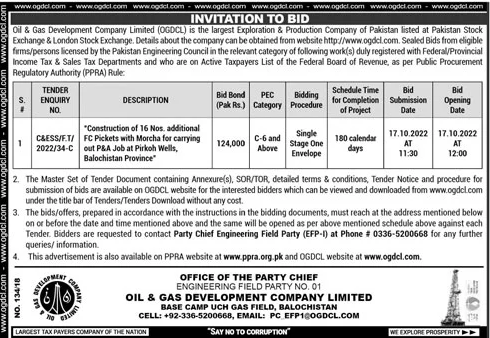 www.ogdcl.com - www.ogdcl.com - www.ogdcl.com - www.ogdcl.com - www.ogdcl.com - www.ogdcl.com - www.ogdcl.com
INVITATION TO BID
Oil & Gas Development Company Limited (OGDCL) is the largest Exploration & Production Company of Pakistan listed at Pakistan Stock
Exchange & London Stock Exchange. Details about the company can be obtained from website http://www.ogdcl.com. Sealed Bids from eligible
firms/persons licensed by the Pakistan Engineering Council in the relevant category of following work(s) duly registered with Federal/Provincial
Income Tax & Sales Tax Departments and who are on Active Taxpayers List of the Federal Board of Revenue, as per Public Procurement
Regulatory Authority (PPRA) Rule:
S. # TENDER ENQUIRY NO. DESCRIPTION Bid Bond (Pak Rs.) PEC Category Bidding Procedure Schedule Time for Completion of Project Bid Submission Date Bid Opening Date
1 C&ESS/F.T/ 2022/34-C "Construction of 16 Nos. additional FC Pickets with Morcha for carrying out P&A Job at Pirkoh Wells, Balochistan Province" 124,000 C-6 and Above Single Stage One Envelope 180 calendar days 17.10.2022 AT 11:30 17.10.2022 AT 12:00
2. The Master Set of Tender Document containing Annexure(s), SOR/TOR, detailed terms & conditions, Tender Notice and procedure for
submission of bids are available on OGDCL website for the interested bidders which can be viewed and downloaded from www.ogdcl.com
under the title bar of Tenders/Tenders Download without any cost.
3. The bids/offers, prepared in accordance with the instructions in the bidding documents, must reach at the address mentioned below
on or before the date and time mentioned above and the same will be opened as per above mentioned schedule above against each
Tender. Bidders are requested to contact Party Chief Engineering Field Party (EFP-I) at Phone # 0336-5200668 for any further
queries/ information.
4. This advertisement is also available on PPRA website at www.ppra.org.pk and OGDCL website at www.ogdcl.com.
NO. 134/18
OIL & GAS DEVELOPMENT COMPANY LIMITED
OFFICE OF THE PARTY CHIEF
ENGINEERING FIELD PARTY NO. 01
OIL & GAS DEVELOPMENT COMPANY LIMITED
BASE CAMP UCH GAS FIELD, BALOCHISTAN
CELL: +92-336-5200668, EMAIL: PC_EFP1@OGDCL.COM
LARGEST TAX PAYERS COMPANY OF THE NATION
"SAY NO TO CORRUPTION"
WE EXPLORE PROSPERITY